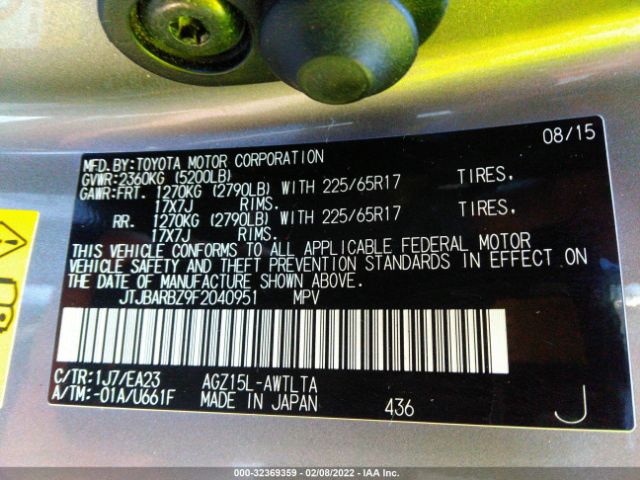 08/15
MFD.BY:TOYOTA MOTOR CORPORATION
GVWR:2360KG (5200LB)
GAWR:FRT. 1270KG (2790LB) WITH 225/65R17 TIRES,
17X7J RIMS.
RR. 1270KG (2790LB) WITH 225/65R17 TIRES,
17X7J RIMS.
THIS VEHICLE CONFORMS TO ALL APPLICABLE FEDERAL MOTOR
VEHICLE SAFETY AND THEFT PREVENTION STANDARDS IN EFFECT ON
THE DATE OF MANUFACTURE SHOWN ABOVE.
JTJBARBZ9F2040951 MPV
C/TR:1J7/EA23 AGZ15L-AWTLTA
A/TM:-01A/U661F MADE IN JAPAN 436 J
000-32369359 - 02/08/2022 - IAA Inc.